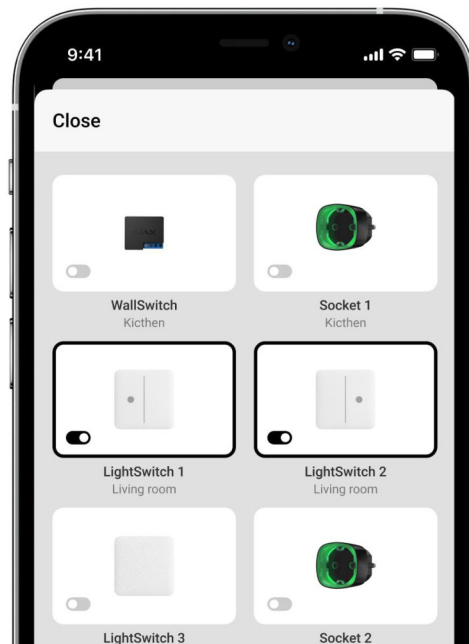 9:41
Close
AJAX
WallSwitch
Kicthen
Socket 1
Kicthen
LightSwitch 1
Living room
LightSwitch 2
Living room
LightSwitch 3
Socket 2